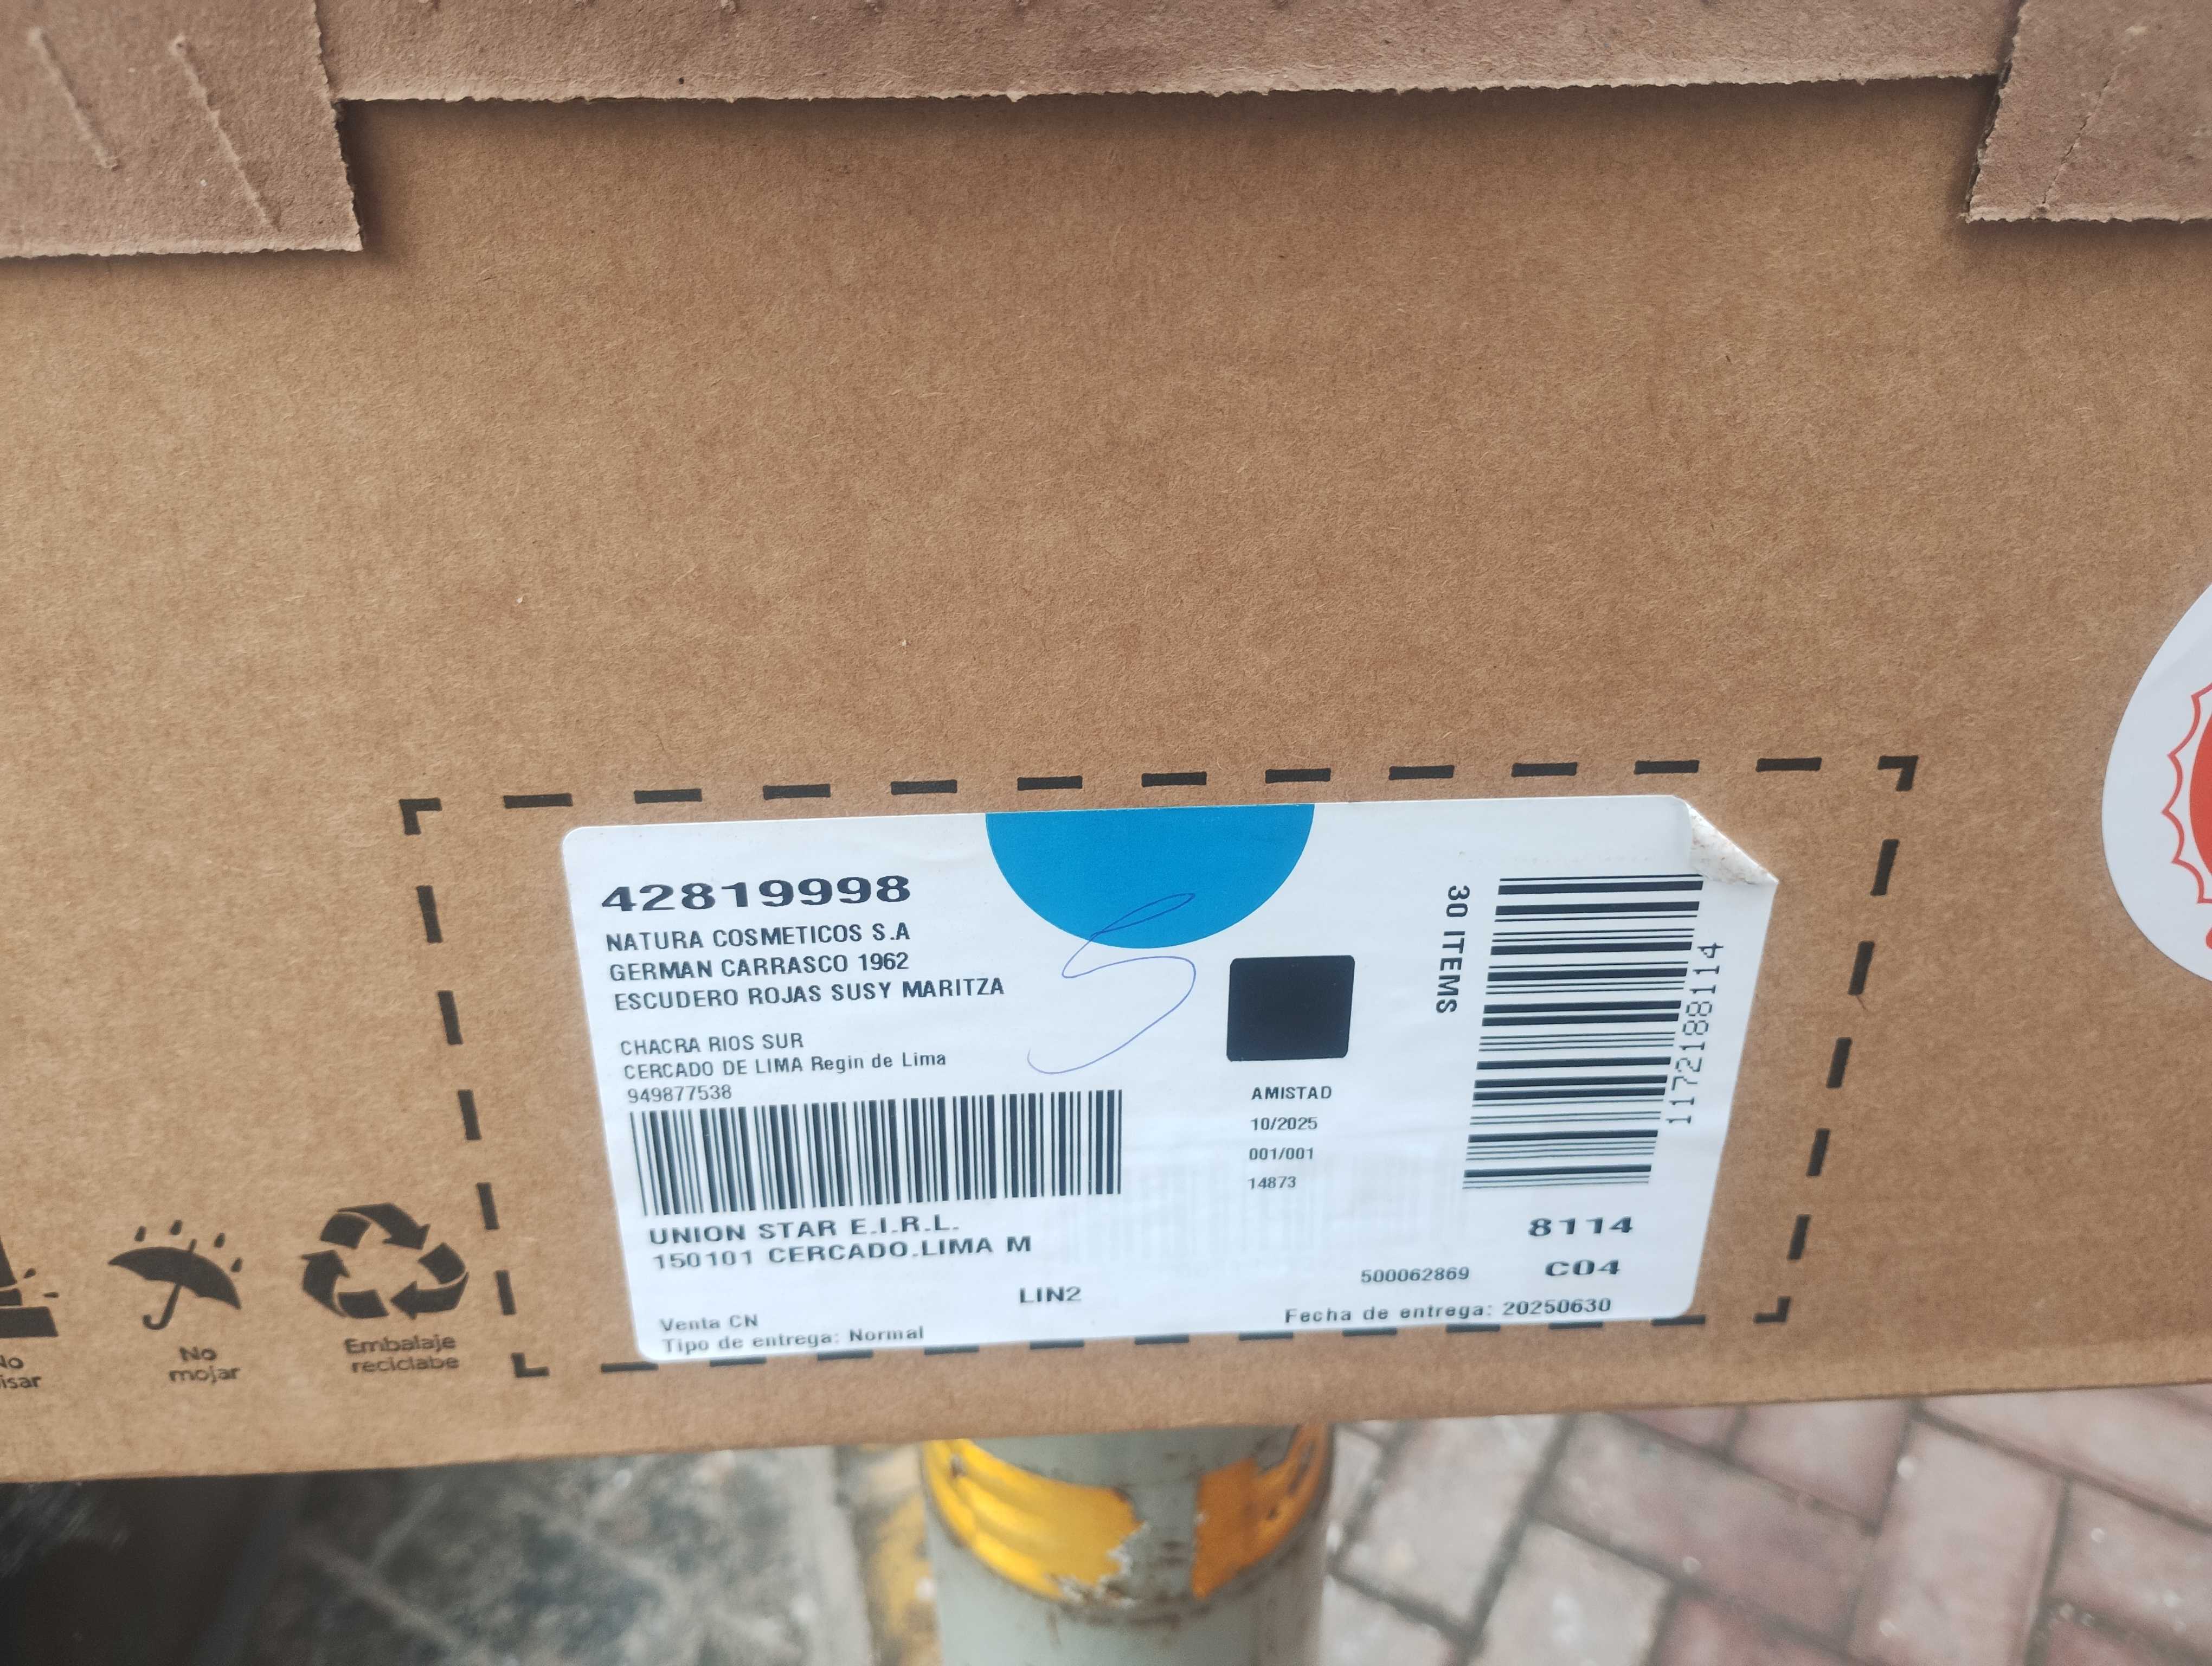 42819998
NATURA COSMETICOS S.A
GERMAN CARRASCO 1962
ESCUDERO ROJAS SUSY MARITZA
CHACRA RIOS SUR
CERCADO DE LIMA Regin de Lima
949877538
UNION STAR E.I.R.L.
150101 CERCADO.LIMA M
LIN2
Venta CN
Tipo de entrega: Normal
5
AMISTAD
10/2025
001/001
14873
30 ITEMS
1172188114
8114
C04
500062869
Fecha de entrega: 20250630
No
mojar
Embalaje
reciclabe